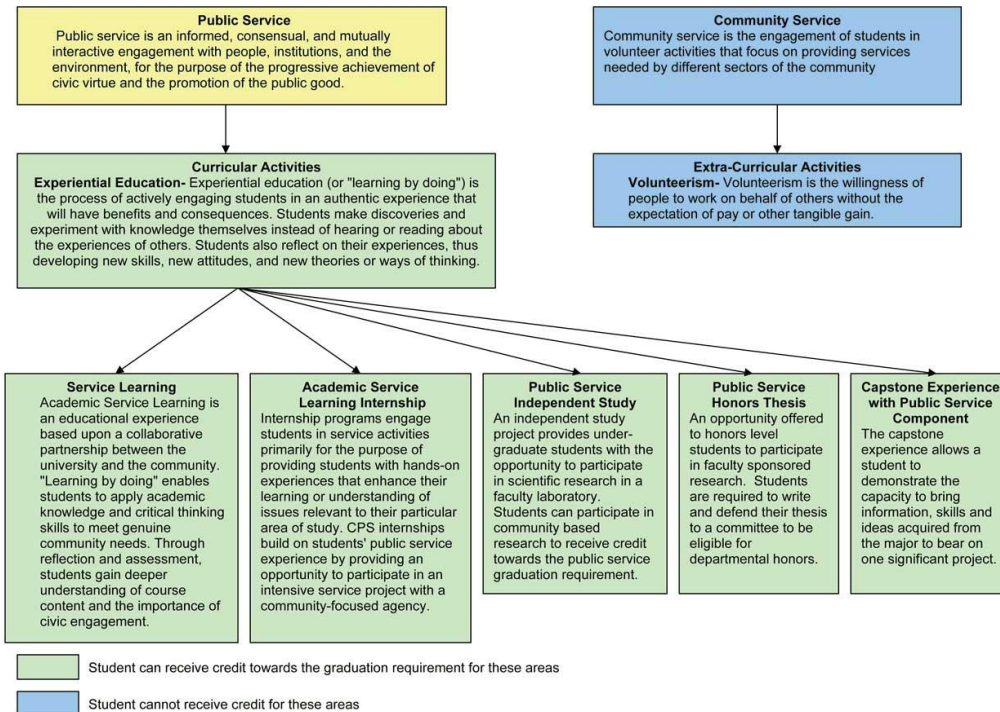 Public Service
Public service is an informed, consensual, and mutually
interactive engagement with people, institutions, and the
environment, for the purpose of the progressive achievement of
civic virtue and the promotion of the public good.
Community Service
Community service is the engagement of students in
volunteer activities that focus on providing services
needed by different sectors of the community
Curricular Activities
Experiential Education- Experiential education (or "learning by doing") is
the process of actively engaging students in an authentic experience
that will have benefits and consequences. Students make discoveries and
experiment with knowledge themselves instead of hearing or reading about
the experiences of others. Students also reflect on their experiences, thus
developing new skills, new attitudes, and new theories or ways of thinking.
Extra-Curricular Activities
Volunteerism- Volunteerism is the willingness of
people to work on behalf of others without the
expectation of pay or other tangible gain.
Service Learning
Academic Service Learning is
an educational experience
based upon a collaborative
partnership between the
university and the community.
"Learning by doing" enables
students to apply academic
knowledge and critical thinking
skills to meet genuine
community needs. Through
reflection and assessment,
students gain deeper
understanding of course
content and the importance of
civic engagement.
Academic Service
Learning Internship
Internship programs engage
students in service activities
primarily for the purpose of
providing students with hands-on
experiences that enhance their
learning or understanding of
issues relevant to their particular
area of study. CPS internships
build on students' public service
experience by providing an
opportunity to participate in an
intensive service project with a
community-focused agency.
Public Service
Independent Study
An independent study
project provides under-
graduate students with the
opportunity to participate
in scientific research in a
faculty laboratory.
Students can participate in
community based
research to receive credit
towards the public service
graduation requirement.
Public Service
Honors Thesis
An opportunity offered to
honors level
students to participate
in faculty sponsored
research. Students
are required to write
and defend their thesis
to a committee to be
eligible for
departmental honors.
Capstone Experience
with Public Service
Component
The capstone
experience allows a
student to
demonstrate the
capacity to bring
information, skills and
ideas acquired from
the major to bear on
one significant project.
Student can receive credit towards the graduation requirement for these areas
Student cannot receive credit for these areas